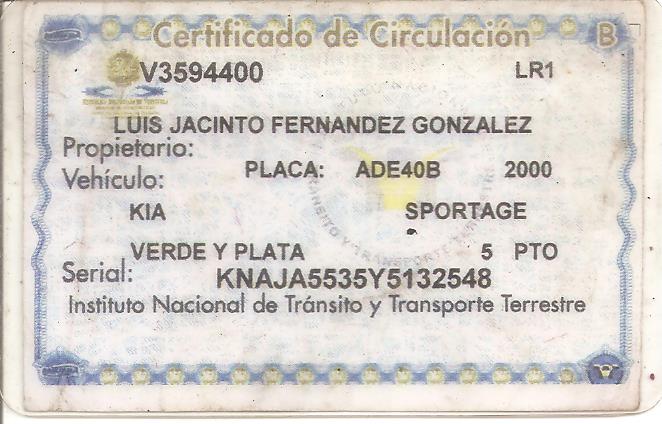 Certificado de Circulación B
V3594400 LR1
LUIS JACINTO FERNANDEZ GONZALEZ
Propietario:
Vehículo: PLACA: ADE40B 2000
KIA SPORTAGE
VERDE Y PLATA 5 PTO
Serial: KNAJA5535Y5132548
Instituto Nacional de Tránsito y Transporte Terrestre